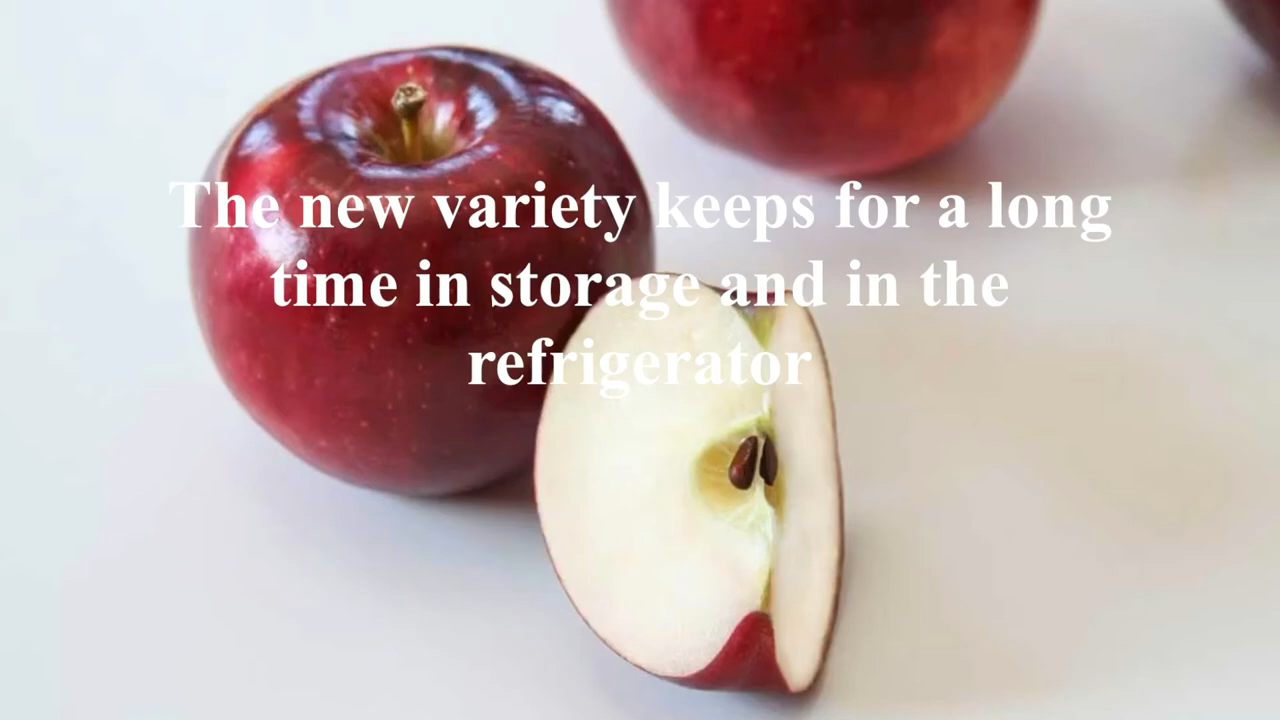 The new variety keeps for a long
time in storage and in the
refrigerator